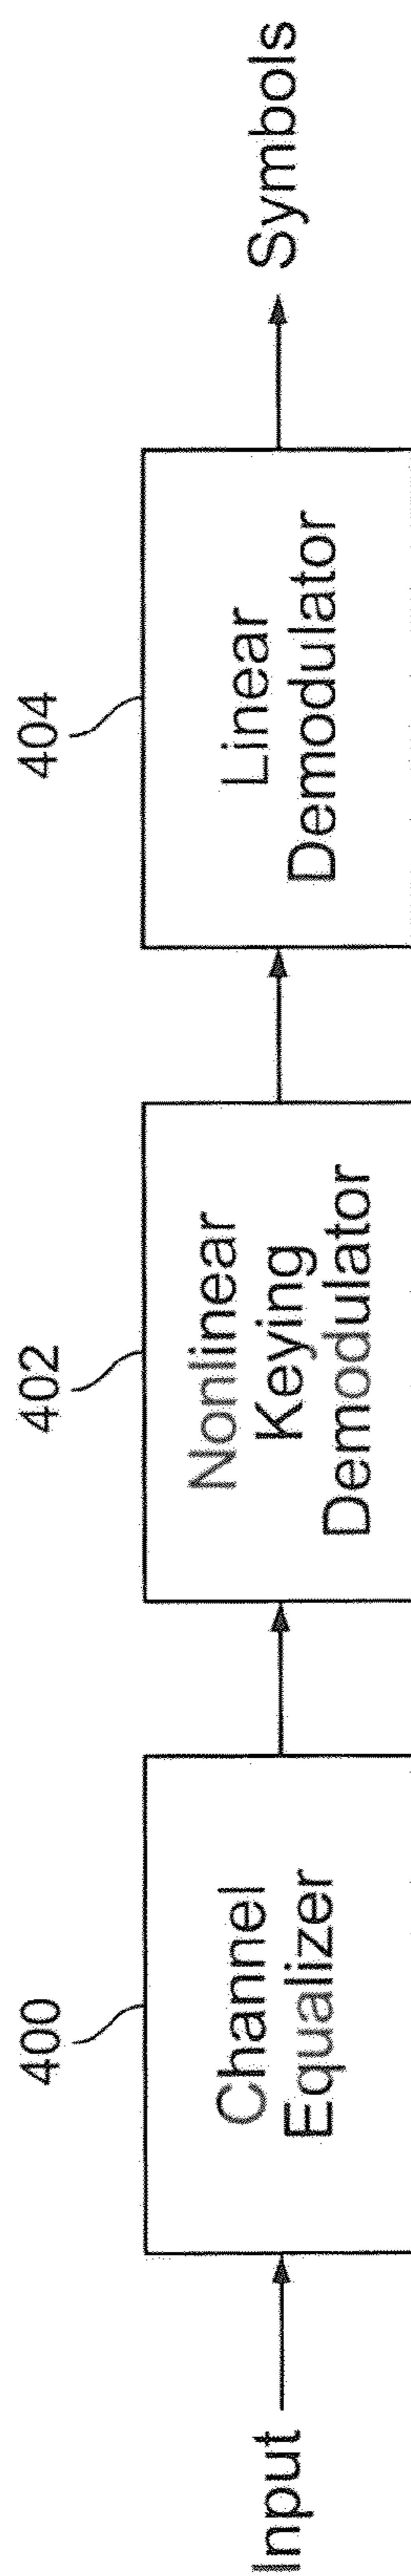 Input
400
Channel
Equalizer
402
Nonlinear
Keying
Demodulator
404
Linear
Demodulator
Symbols